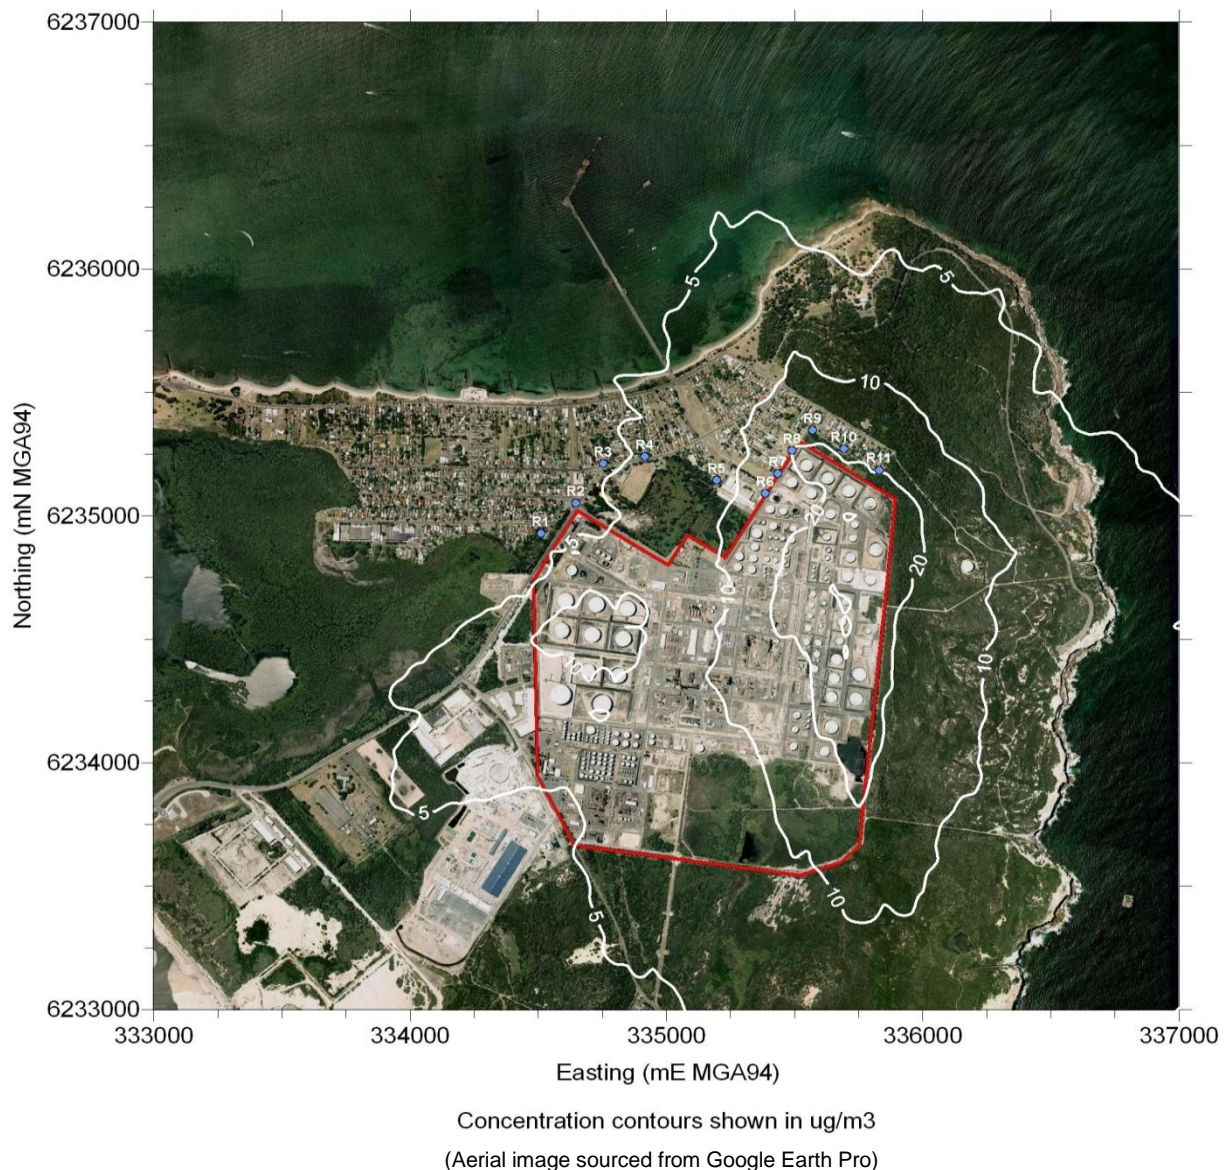 6237000
6236000
6235000
6234000
6233000
Northing (mN MGA94)
5
5
10
R9
R3
R4
R8
R10
R7
R11
R5
R6
R2
R1
20
5
20
10
10
10
5
10
5
333000
334000
335000
336000
337000
Easting (mE MGA94)
Concentration contours shown in ug/m3
(Aerial image sourced from Google Earth Pro)